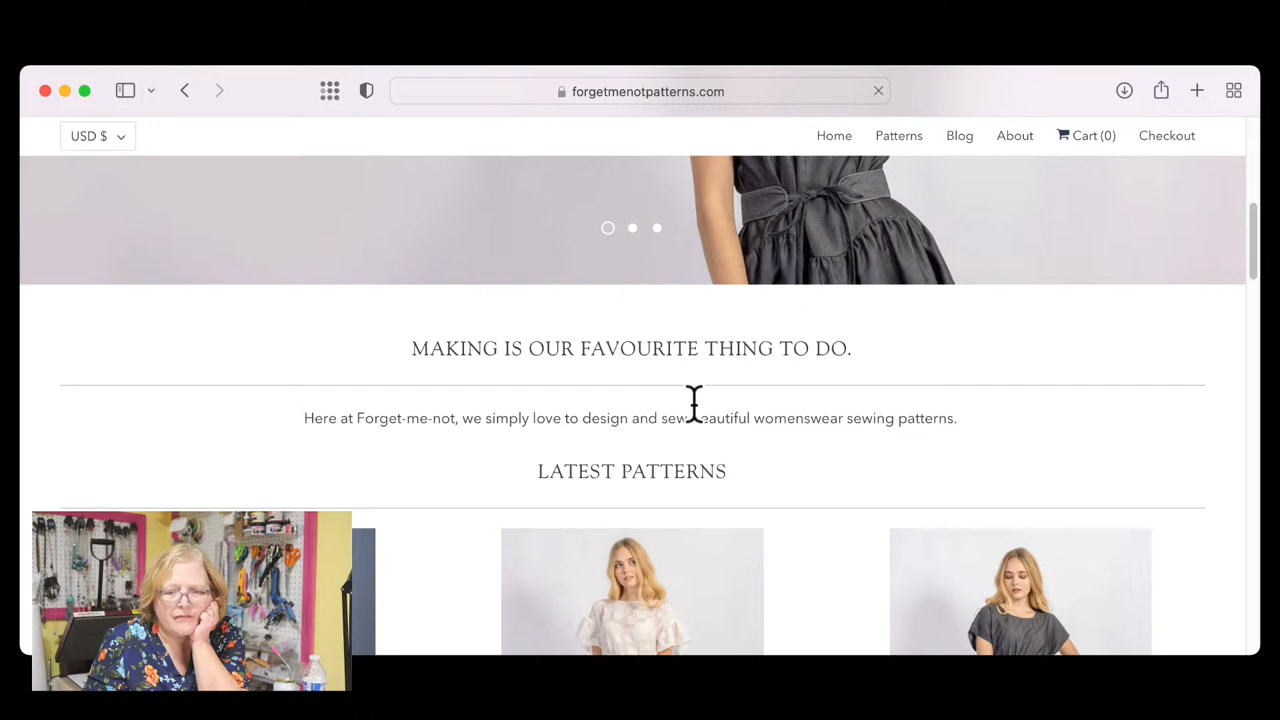 forgetmenotpatterns.com
USD $
Home Patterns Blog About Cart (0) Checkout
MAKING IS OUR FAVOURITE THING TO DO.
Here at Forget-me-not, we simply love to design and sew beautiful womenswear sewing patterns.
LATEST PATTERNS